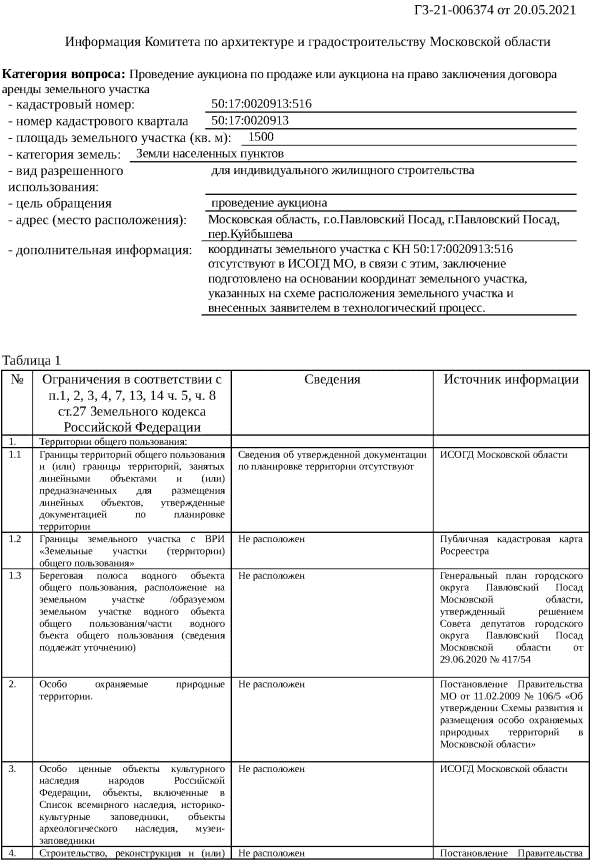 ГЗ-21-006374 от 20.05.2021
Информация Комитета по архитектуре и градостроительству Московской области
Категория вопроса: Проведение аукциона по продаже или аукциона на право заключения договора
аренды земельного участка
- кадастровый номер: 50:17:0020913:516
- номер кадастрового квартала 50:17:0020913
- площадь земельного участка (кв. м): 1500
- категория земель: Земли населенных пунктов
- вид разрешенного для индивидуального жилищного строительства
использования:
- цель обращения проведение аукциона
- адрес (место расположения): Московская область, г.о.Павловский Посад, г.Павловский Посад,
пер.Куйбышева
- дополнительная информация: координаты земельного участка с КН 50:17:0020913:516
отсутствуют в ИСОГД МО, в связи с этим, заключение
подготовлено на основании координат земельного участка,
указанных на схеме расположения земельного участка и
внесенных заявителем в технологический процесс.
Таблица 1
№ Ограничения в соответствии с Сведения Источник информации
п.1, 2, 3, 4, 7, 13, 14 ч. 5, ч. 8
ст.27 Земельного кодекса
Российской Федерации
1. Территории общего пользования:
1.1 Границы территорий общего пользования Сведения об утвержденной документации ИСОГД Московской области
и (или) границы территорий, занятых по планировке территории отсутствуют
линейными объектами и (или)
предназначенных для размещения
линейных объектов, утвержденные
документацией по планировке
территории
1.2 Границы земельного участка с ВРИ Не расположен Публичная кадастровая карта
«Земельные участки (территории) Росреестра
общего пользования»
1.3 Береговая полоса водного объекта Не расположен Генеральный план городского
общего пользования, расположение на округа Павловский Посад
земельном участке /образуемом Московской области,
земельном участке водного объекта утвержденный решением
общего пользования/части водного Совета депутатов городского
бъекта общего пользования (сведения округа Павловский Посад
подлежат уточнению) Московской области от
29.06.2020 № 417/54
2. Особо охраняемые природные Не расположен Постановление Правительства
территории. МО от 11.02.2009 № 106/5 «Об
утверждении Схемы развития и
размещения особо охраняемых
природных территорий в
Московской области»
3. Особо ценные объекты культурного Не расположен ИСОГД Московской области
наследия народов Российской
Федерации, объекты, включенные в
Список всемирного наследия, историко-
культурные заповедники, объекты
археологического наследия, музеи-
заповедники
4. Строительство, реконструкция и (или) Не расположен Постановление Правительства